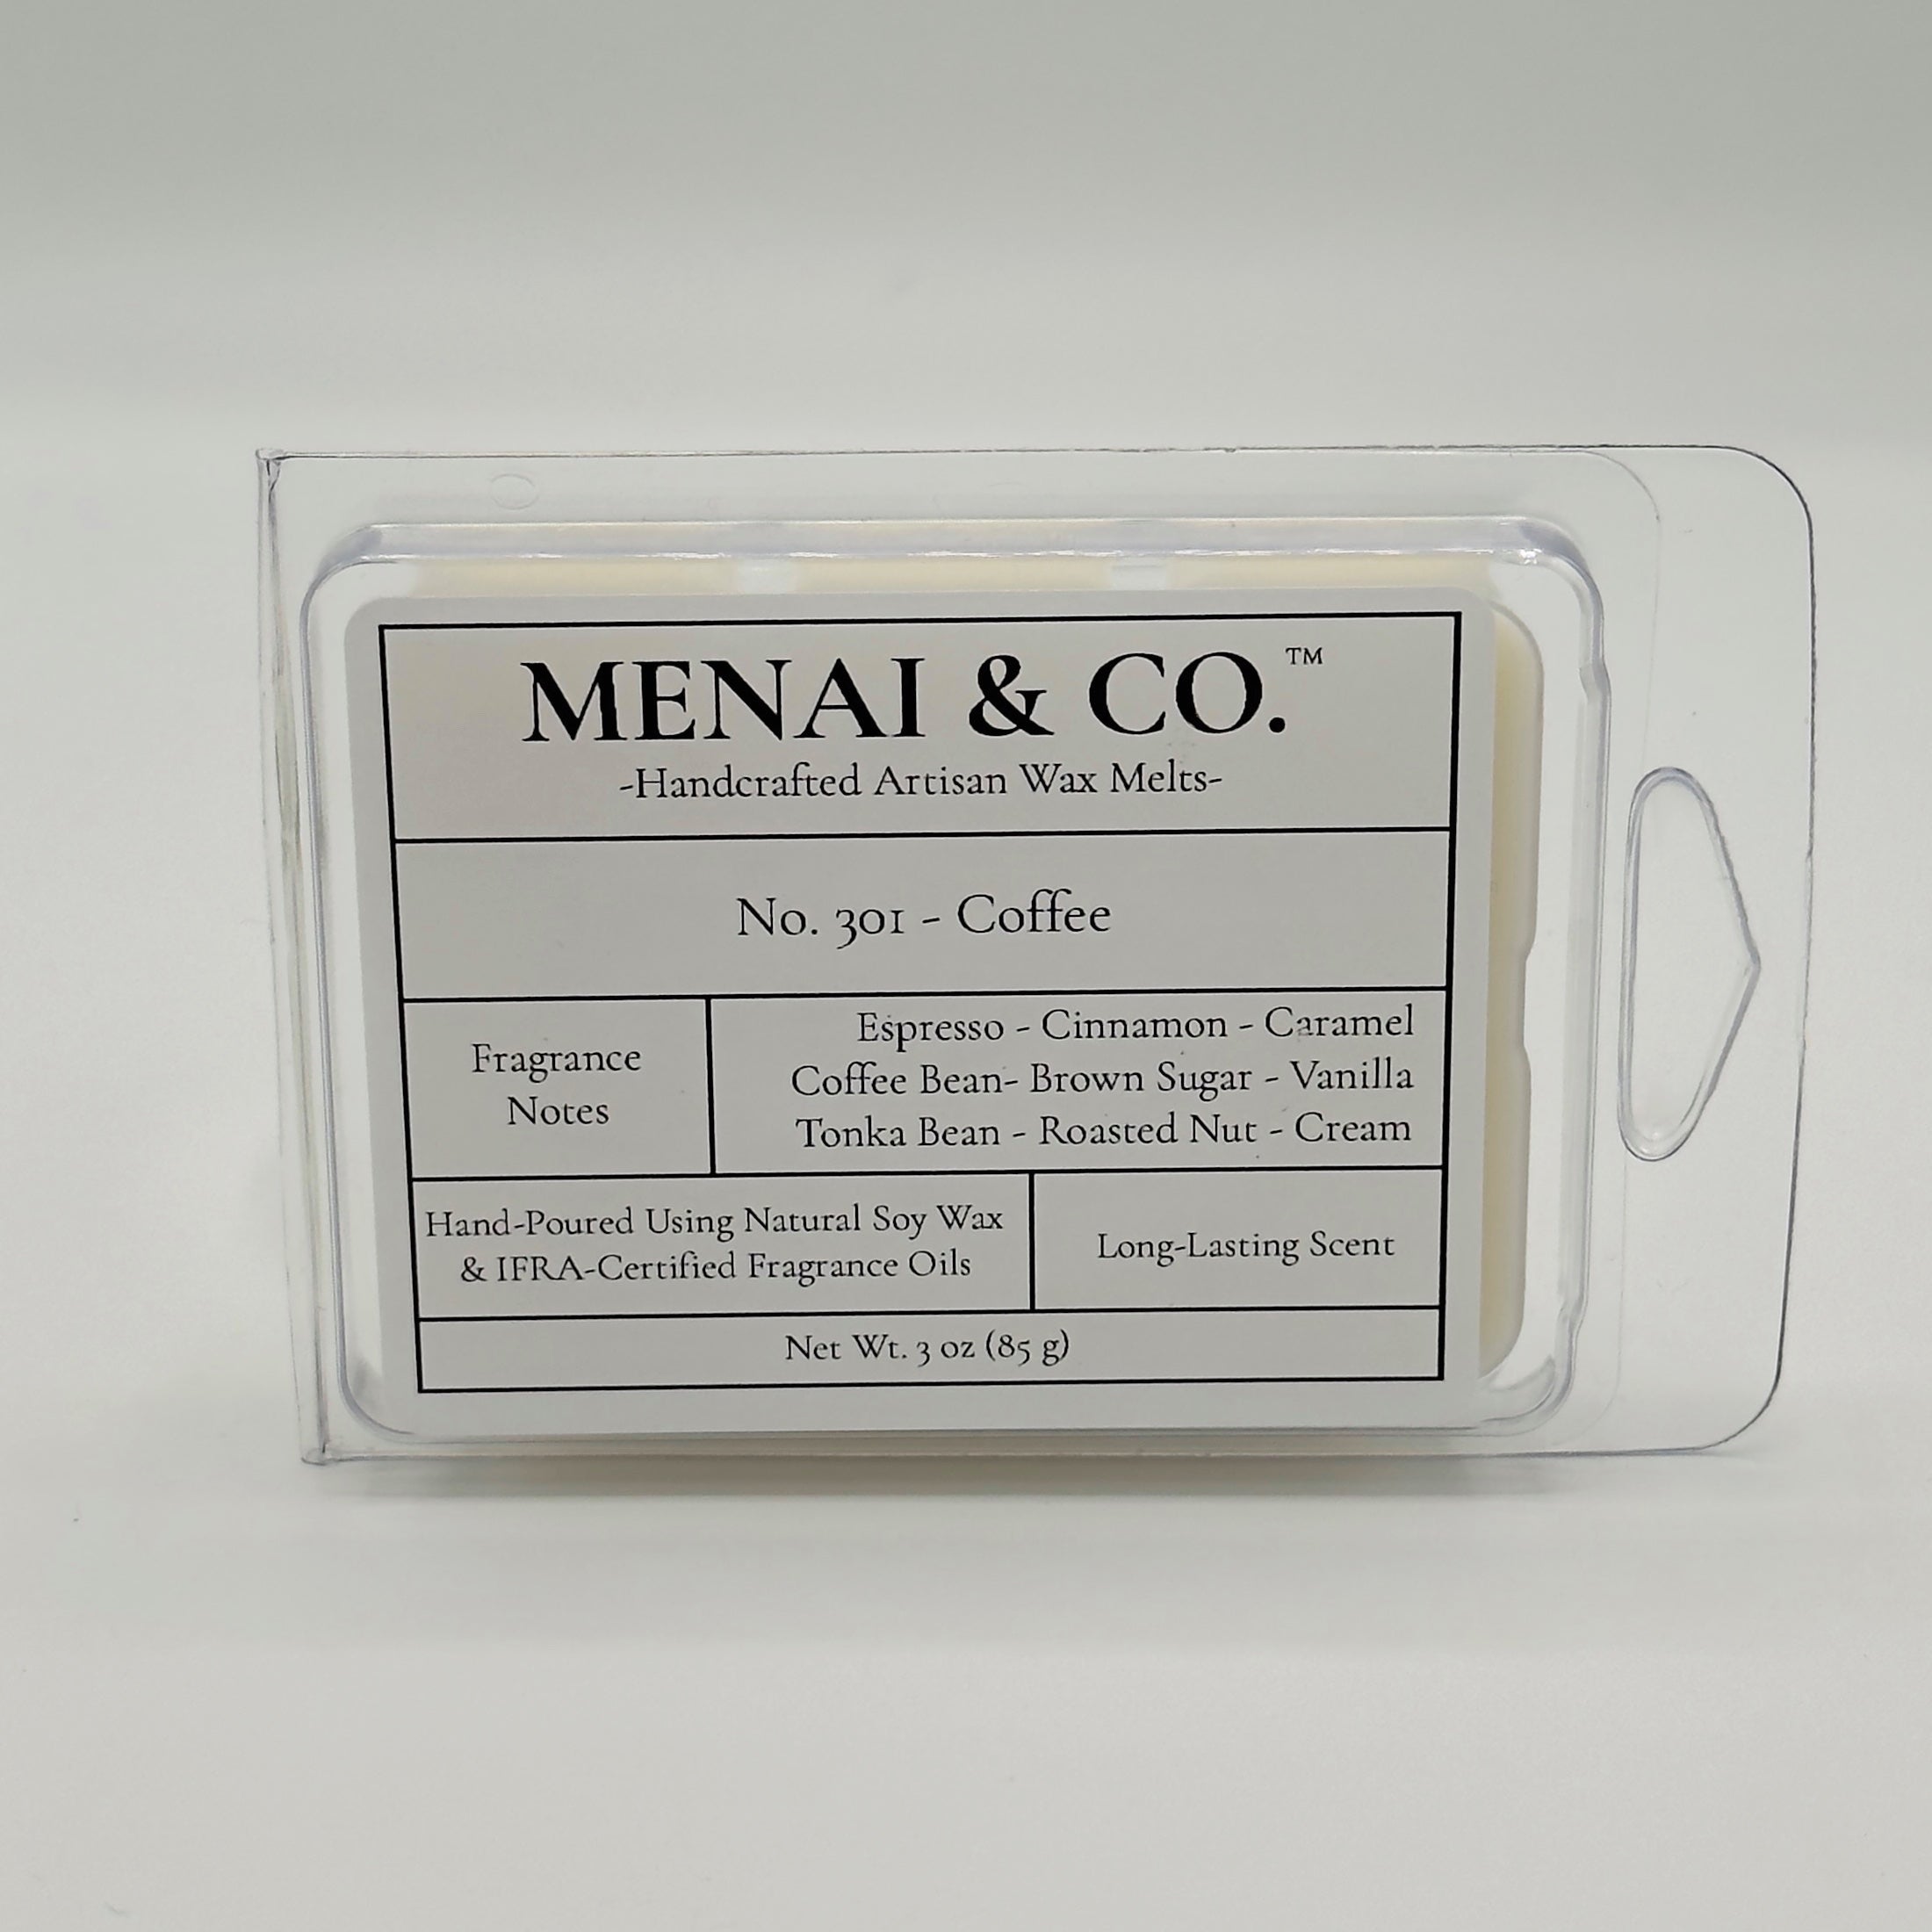 MENAI & CO.™
-Handcrafted Artisan Wax Melts-
No. 301 - Coffee
Fragrance
Notes
Espresso - Cinnamon - Caramel
Coffee Bean- Brown Sugar - Vanilla
Tonka Bean - Roasted Nut - Cream
Hand-Poured Using Natural Soy Wax
& IFRA-Certified Fragrance Oils
Long-Lasting Scent
Net Wt. 3 oz (85 g)